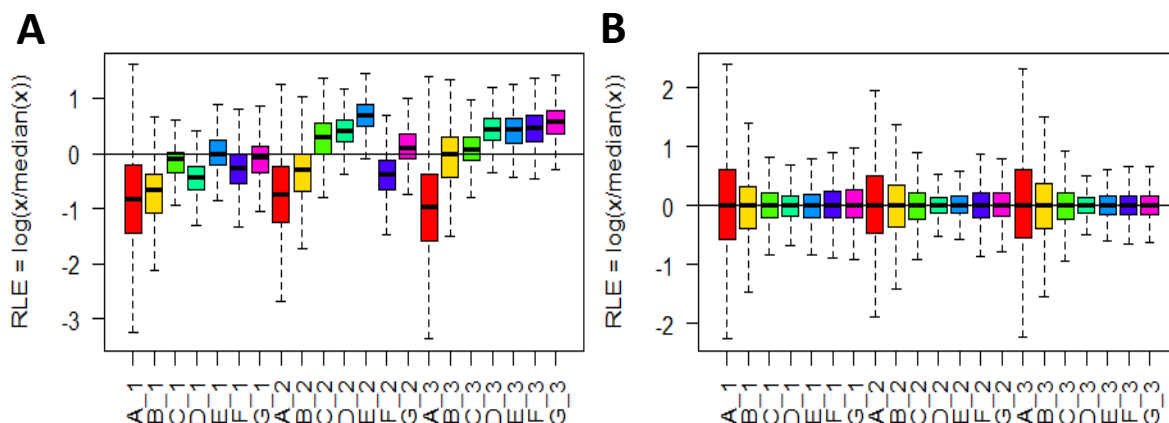 A
RLE = log(x/median(x))
1
0
-1
-2
-3
A_1
B_1
C_1
D_1
E_1
F_1
G_1
A_2
B_2
C_2
D_2
E_2
F_2
G_2
A_3
B_3
C_3
D_3
E_3
F_3
G_3
B
RLE = log(x/median(x))
2
1
0
-1
-2
A_1
B_1
C_1
D_1
E_1
F_1
G_1
A_2
B_2
C_2
D_2
E_2
F_2
G_2
A_3
B_3
C_3
D_3
E_3
F_3
G_3